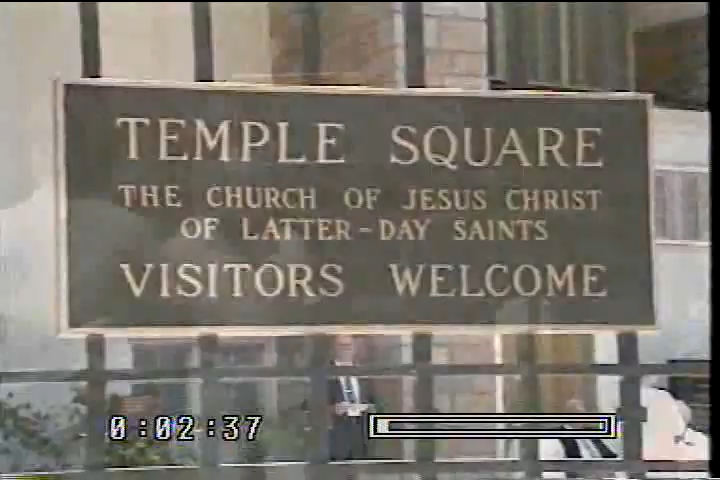 TEMPLE SQUARE
THE CHURCH OF JESUS CHRIST
OF LATTER-DAY SAINTS
VISITORS WELCOME
0:02:37